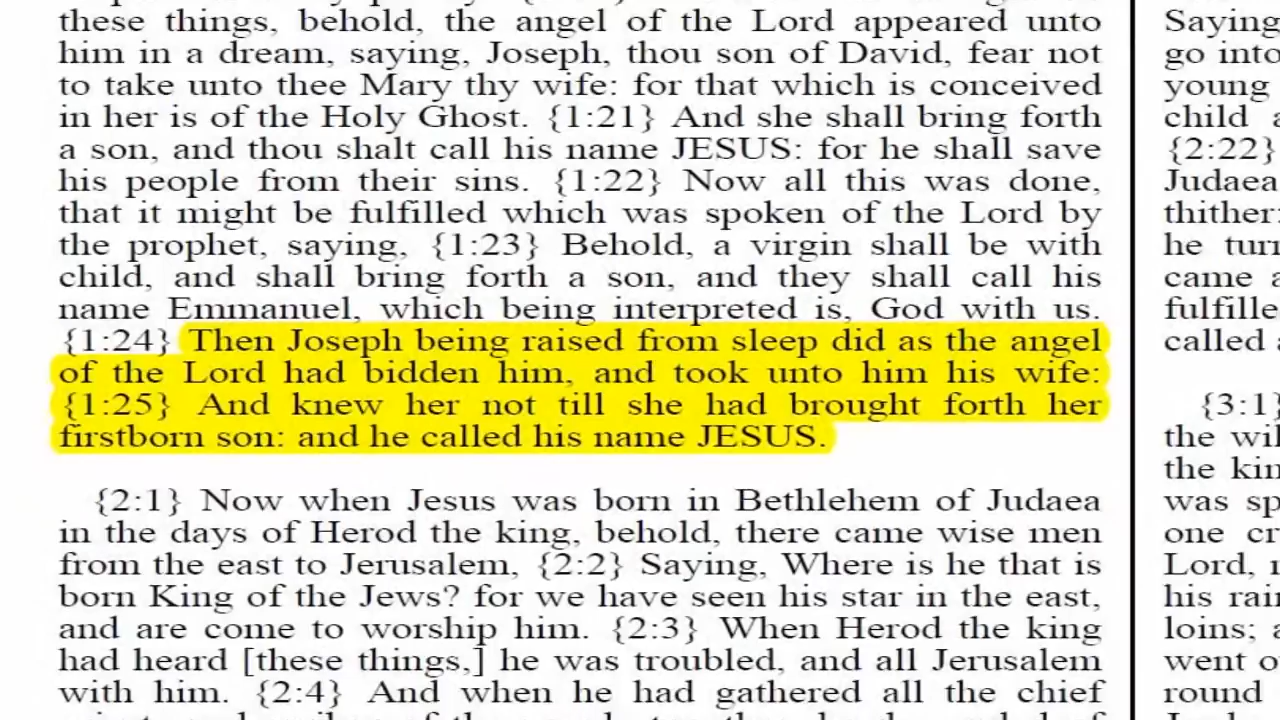 these things, behold, the angel of the Lord appeared unto
him in a dream, saying, Joseph, thou son of David, fear not
to take unto thee Mary thy wife: for that which is conceived
in her is of the Holy Ghost. {1:21} And she shall bring forth
a son, and thou shalt call his name JESUS: for he shall save
his people from their sins. {1:22} Now all this was done,
that it might be fulfilled which was spoken of the Lord by
the prophet, saying, {1:23} Behold, a virgin shall be with
child, and shall bring forth a son, and they shall call his
name Emmanuel, which being interpreted is, God with us.
{1:24} Then Joseph being raised from sleep did as the angel
of the Lord had bidden him, and took unto him his wife:
{1:25} And knew her not till she had brought forth her
firstborn son: and he called his name JESUS.
{2:1} Now when Jesus was born in Bethlehem of Judaea
in the days of Herod the king, behold, there came wise men
from the east to Jerusalem, {2:2} Saying, Where is he that is
born King of the Jews? for we have seen his star in the east,
and are come to worship him. {2:3} When Herod the king
had heard [these things,] he was troubled, and all Jerusalem
with him. {2:4} And when he had gathered all the chief
Saying
go into
young
child
{2:22}
Judaea
thither:
he
came
called
{3:1}
the
the
was
one
Lord,
his
loins;
went
round